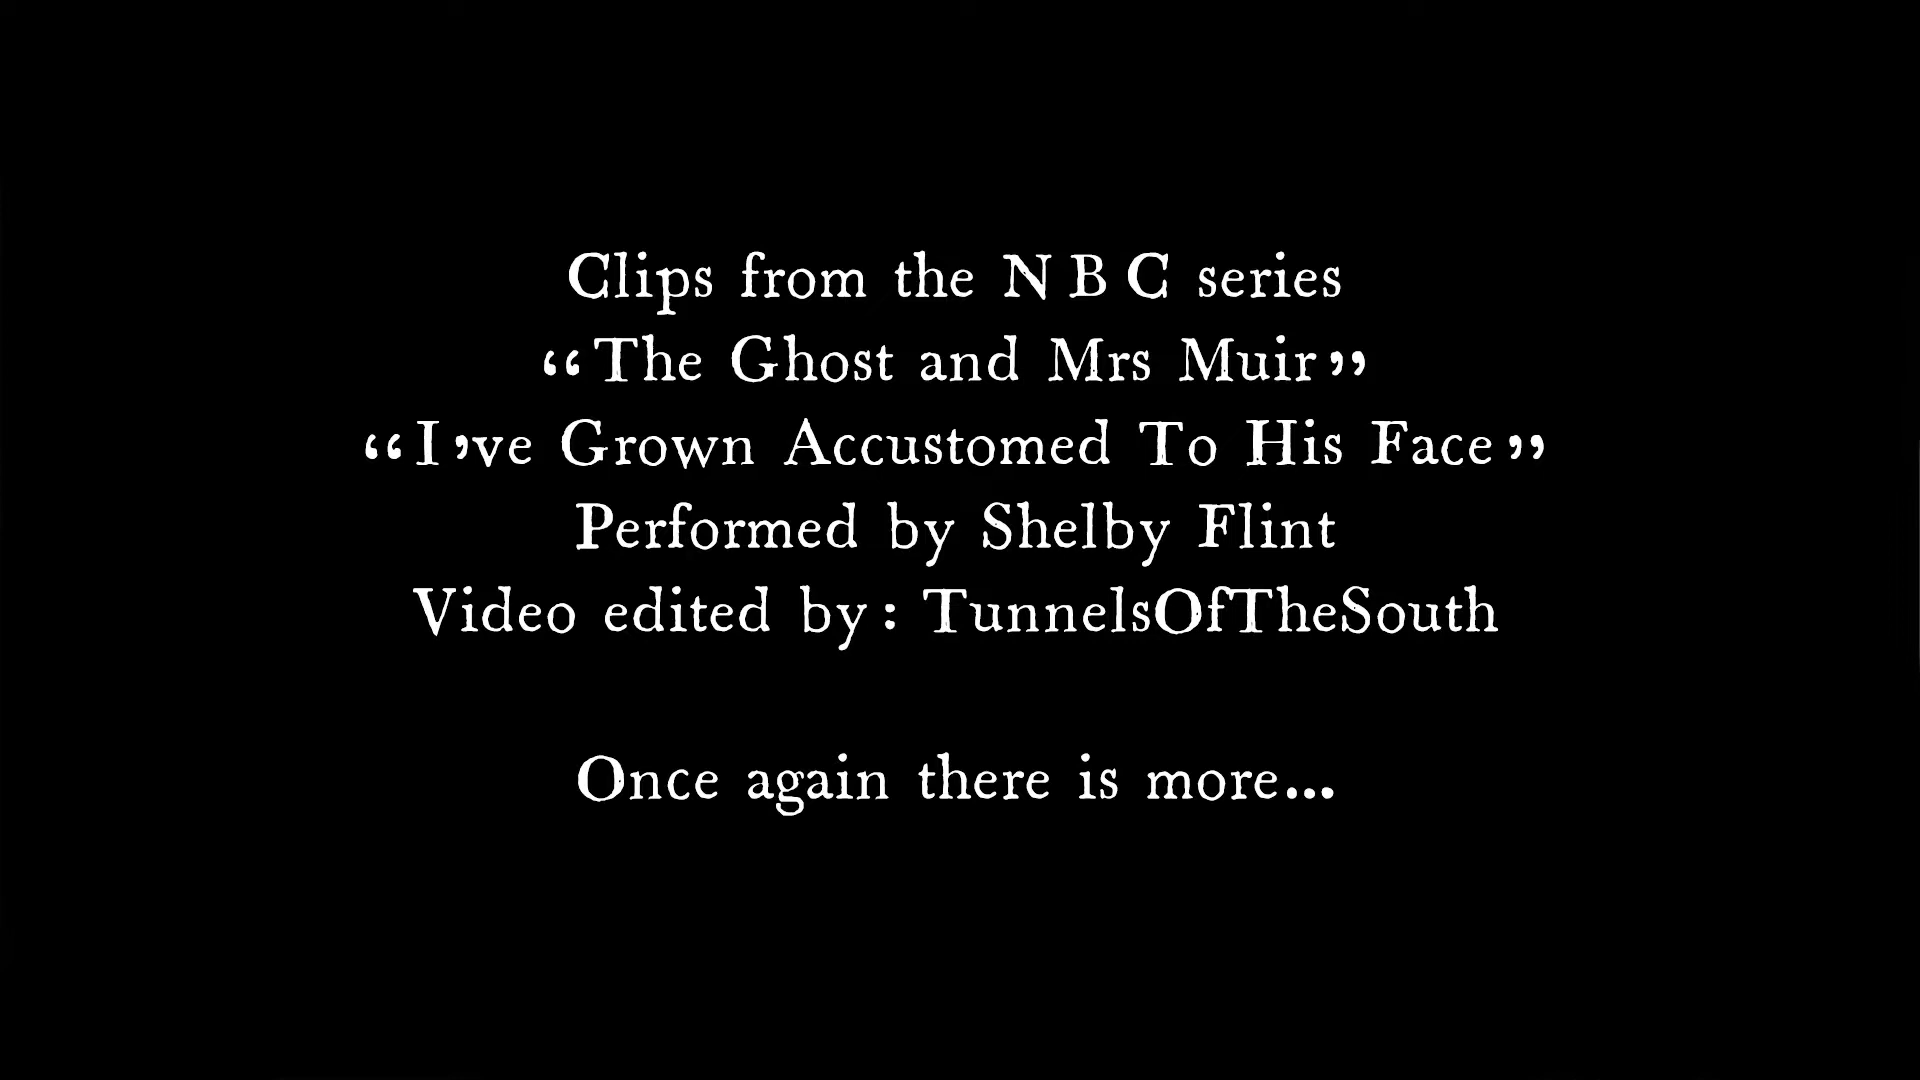 Clips from the N B C series
“The Ghost and Mrs Muir”
“I’ve Grown Accustomed To His Face”
Performed by Shelby Flint
Video edited by: TunnelsOfTheSouth
Once again there is more...